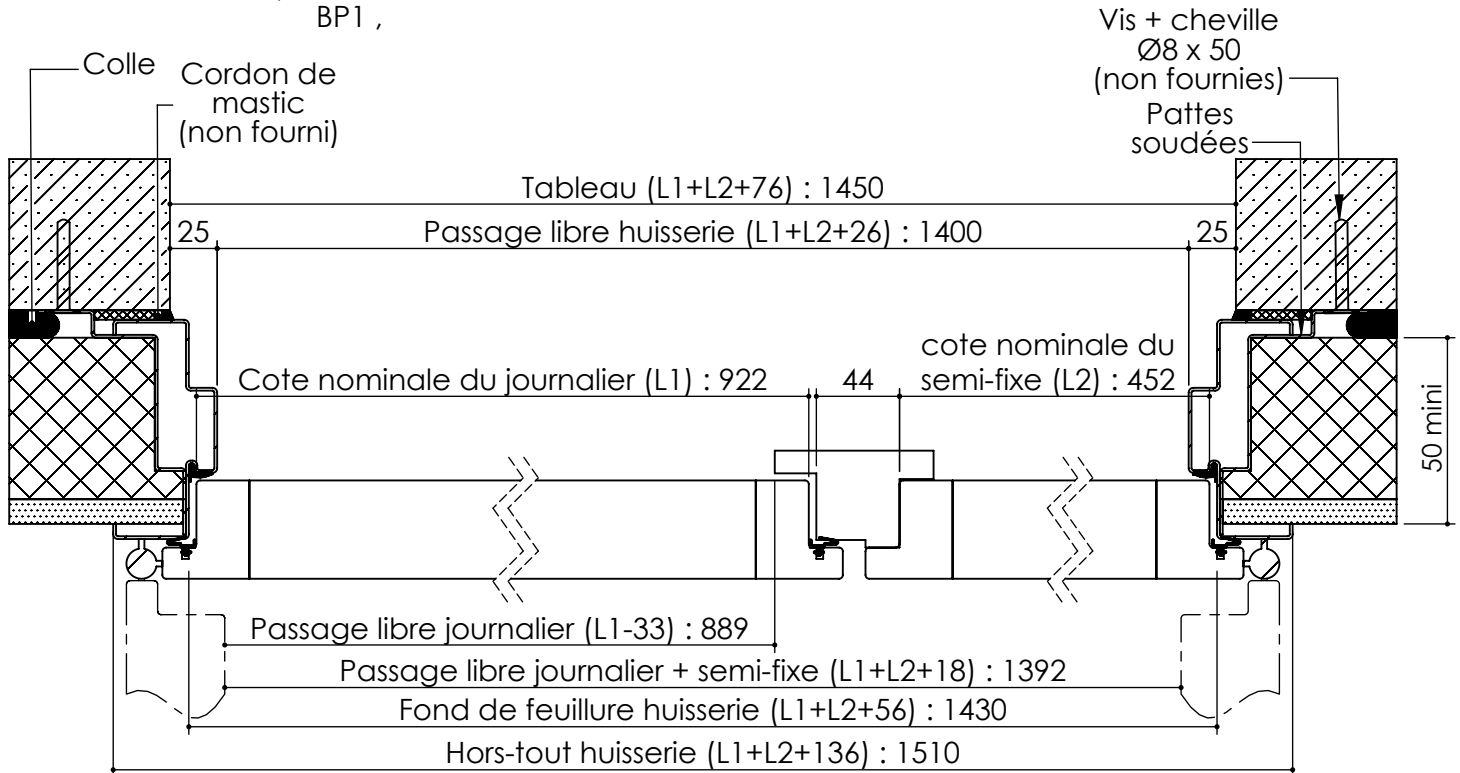 BP1 ,
Colle
Cordon de
mastic
(non fourni)
Vis + cheville
Ø8 x 50
(non fournies)
Pattes
soudées
Tableau (L1+L2+76) : 1450
25
Passage libre huisserie (L1+L2+26) : 1400
25
Cote nominale du journalier (L1) : 922
44
cote nominale du
semi-fixe (L2) : 452
50 mini
Passage libre journalier (L1-33) : 889
Passage libre journalier + semi-fixe (L1+L2+18) : 1392
Fond de feuillure huisserie (L1+L2+56) : 1430
Hors-tout huisserie (L1+L2+136) : 1510